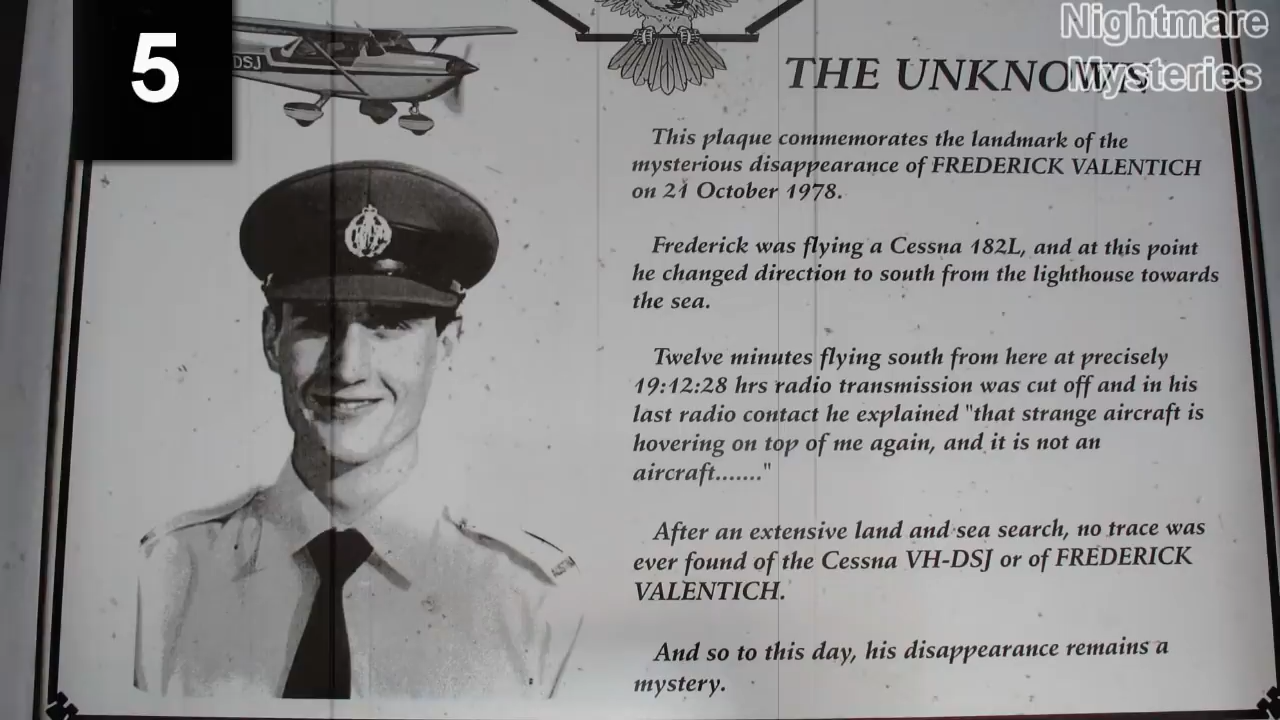 5
Nightmare
Mysteries
DSJ
THE UNKNOWN
This plaque commemorates the landmark of the
mysterious disappearance of FREDERICK VALENTICH
on 21 October 1978.
Frederick was flying a Cessna 182L, and at this point
he changed direction to south from the lighthouse towards
the sea.
Twelve minutes flying south from here at precisely
19:12:28 hrs radio transmission was cut off and in his
last radio contact he explained "that strange aircraft is
hovering on top of me again, and it is not an
aircraft......."
After an extensive land and sea search, no trace was
ever found of the Cessna VH-DSJ or of FREDERICK
VALENTICH.
And so to this day, his disappearance remains a
mystery.